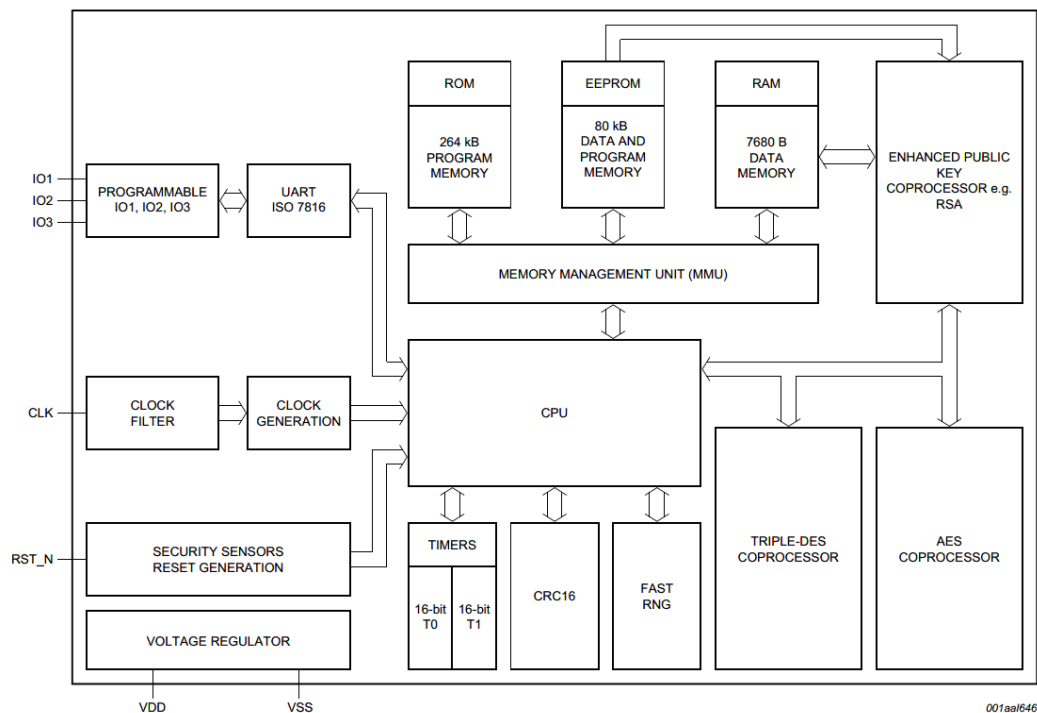 ROM
264 kB
PROGRAM
MEMORY
EEPROM
80 kB
DATA AND
PROGRAM
MEMORY
RAM
7680 B
DATA
MEMORY
ENHANCED PUBLIC
KEY
COPROCESSOR e.g.
RSA
IO1
IO2
IO3
PROGRAMMABLE
IO1, IO2, IO3
UART
ISO 7816
MEMORY MANAGEMENT UNIT (MMU)
CLK
CLOCK
FILTER
CLOCK
GENERATION
CPU
RST_N
SECURITY SENSORS
RESET GENERATION
VOLTAGE REGULATOR
TIMERS
16-bit
T0
16-bit
T1
CRC16
FAST
RNG
TRIPLE-DES
COPROCESSOR
AES
COPROCESSOR
VDD
VSS
001aal646